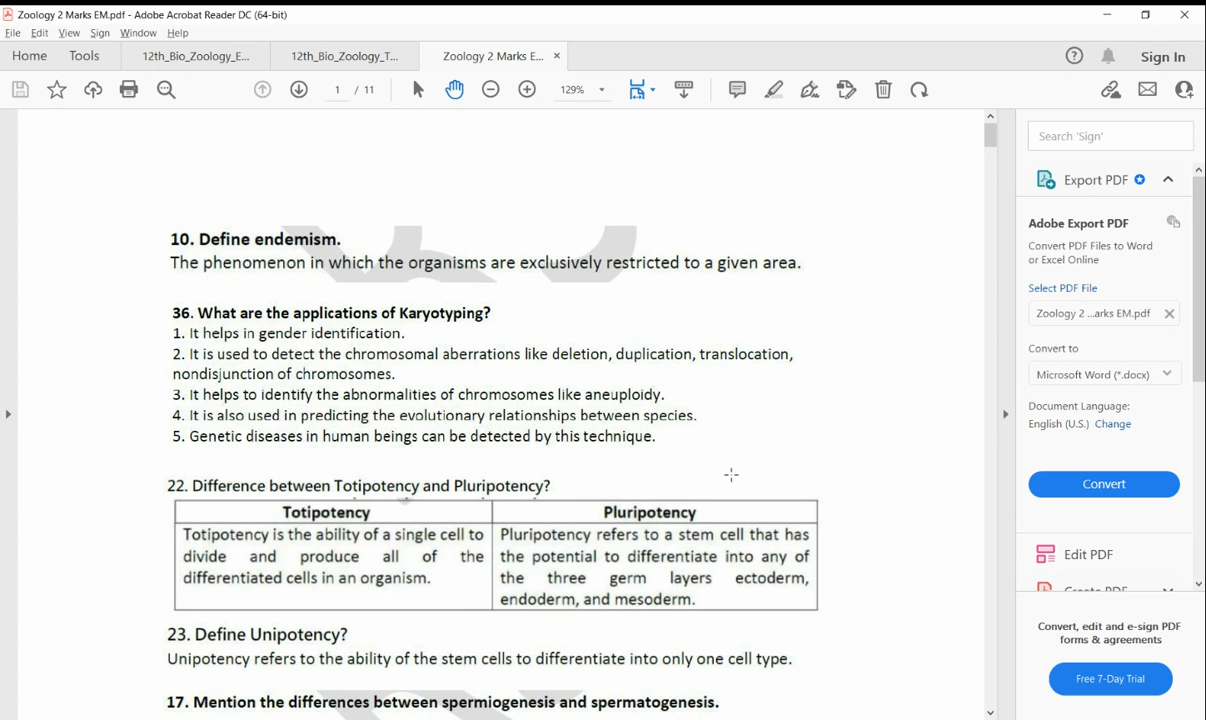 Zoology 2 Marks EM.pdf - Adobe Acrobat Reader DC (64-bit)
File Edit View Sign Window Help
Home Tools 12th_Bio_Zoology_E... 12th_Bio_Zoology_T... Zoology 2 Marks E... × Sign In
1 / 11 129%
10. Define endemism.
The phenomenon in which the organisms are exclusively restricted to a given area.
36. What are the applications of Karyotyping?
1. It helps in gender identification.
2. It is used to detect the chromosomal aberrations like deletion, duplication, translocation,
nondisjunction of chromosomes.
3. It helps to identify the abnormalities of chromosomes like aneuploidy.
4. It is also used in predicting the evolutionary relationships between species.
5. Genetic diseases in human beings can be detected by this technique.
22. Difference between Totipotency and Pluripotency?
Totipotency
Totipotency is the ability of a single cell to
divide and produce all of the
differentiated cells in an organism.
Pluripotency
Pluripotency refers to a stem cell that has
the potential to differentiate into any of
the three germ layers ectoderm,
endoderm, and mesoderm.
23. Define Unipotency?
Unipotency refers to the ability of the stem cells to differentiate into only one cell type.
17. Mention the differences between spermiogenesis and spermatogenesis.
Search 'Sign'
Export PDF
Adobe Export PDF
Convert PDF Files to Word
or Excel Online
Select PDF File
Zoology 2 ...arks EM.pdf ×
Convert to
Microsoft Word (*.docx)
Document Language:
English (U.S.) Change
Convert
Edit PDF
Create PDF
Convert, edit and e-sign PDF
forms & agreements
Free 7-Day Trial